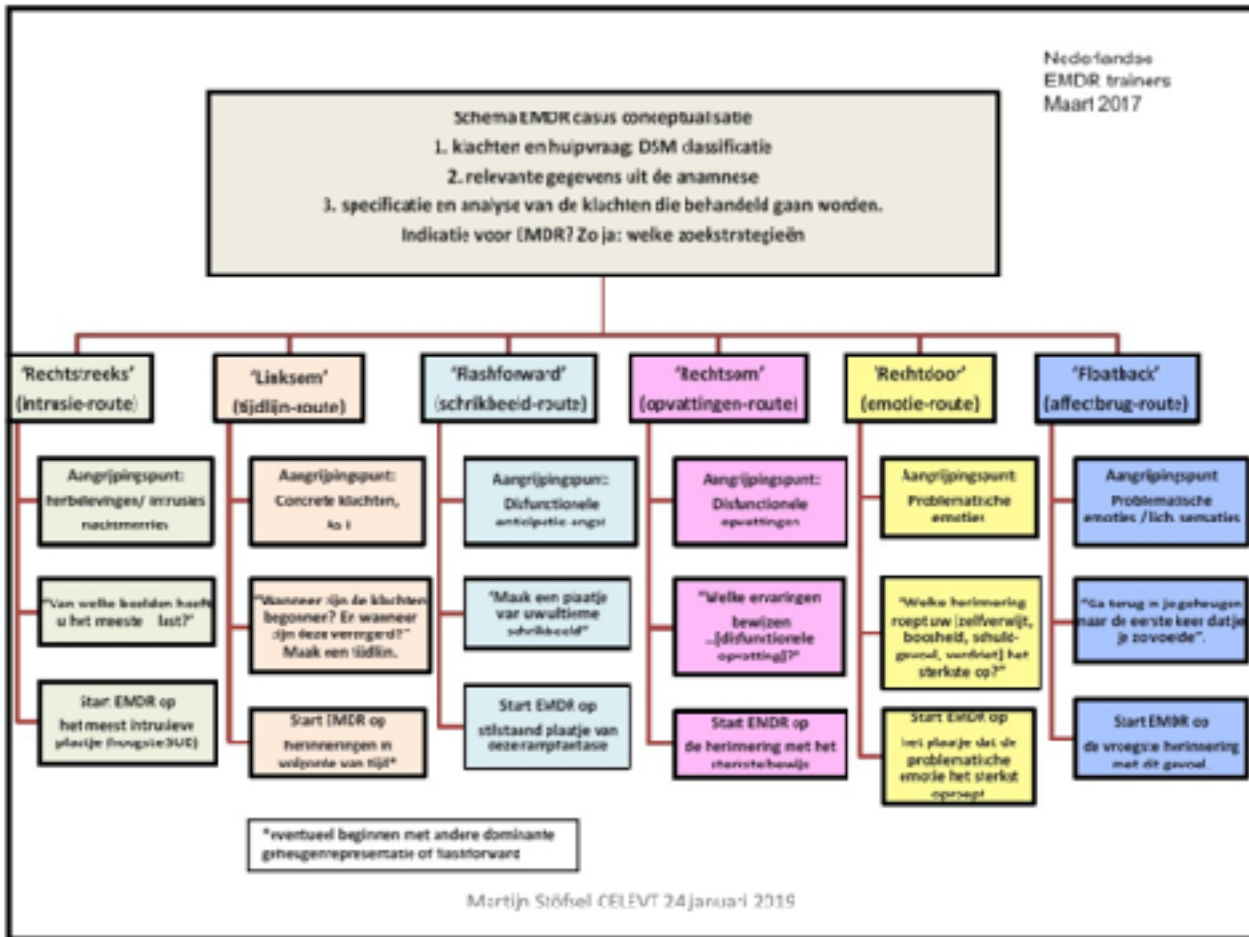 Nederlandse
EMDR trainers
Maart 2017
Schema EMDR casus conceptualisatie
1. klachten en hulpvraag: DSM classificatie
2. relevante gegevens uit de anamnese
3. specificatie en analyse van de klachten die behandeld gaan worden.
Indicatie voor EMDR? Zo ja: welke zoekstrategieën
'Rechtstreeks'
(intrusie-route)
'Linksom'
(tijdlijn-route)
'Flashforward'
(schrikbeeld-route)
'Rechtsom'
(opvattingen-route)
'Rechtdoor'
(emotie-route)
'Floatback'
(affectbrug-route)
Aangrijpingspunt:
herbelevingen/ intrusies
nachtmerries
Aangrijpingspunt:
Concrete klachten,
As I
Aangrijpingspunt:
Disfunctionele
anticipatie-angst
Aangrijpingspunt:
Disfunctionele
opvattingen
Aangrijpingspunt
Problematische
emoties
Aangrijpingspunt
Problematische
emoties / lich. sensaties
"Van welke beelden heeft
u het meeste last?"
"Wanneer zijn de klachten
begonnen? En wanneer
zijn deze verergerd?"
Maak een tijdlijn.
"Maak een plaatje
van uw ultieme
schrikbeeld"
"Welke ervaringen
bewijzen
...[disfunctionele
opvatting]?"
"Welke herinnering
roept uw [zelfverwijt,
boosheid, schuld-
gevoel, verdriet] het
sterkste op?"
"Ga terug in je geheugen
naar de eerste keer dat je
je zo voelde".
Start EMDR op
het meest intrusieve
plaatje (hoogste SUD)
Start EMDR op
herinneringen in
volgorde van tijd*
Start EMDR op
stilstaand plaatje van
deze rampfantasie
Start EMDR op
de herinnering met het
sterkste bewijs
Start EMDR op
het plaatje dat de
problematische
emotie het sterkst
oproept
Start EMDR op
de vroegste herinnering
met dit gevoel.
*eventueel beginnen met andere dominante
geheugenrepresentatie of flashforward
Martijn Stöfsel CELEVT 24 januari 2019